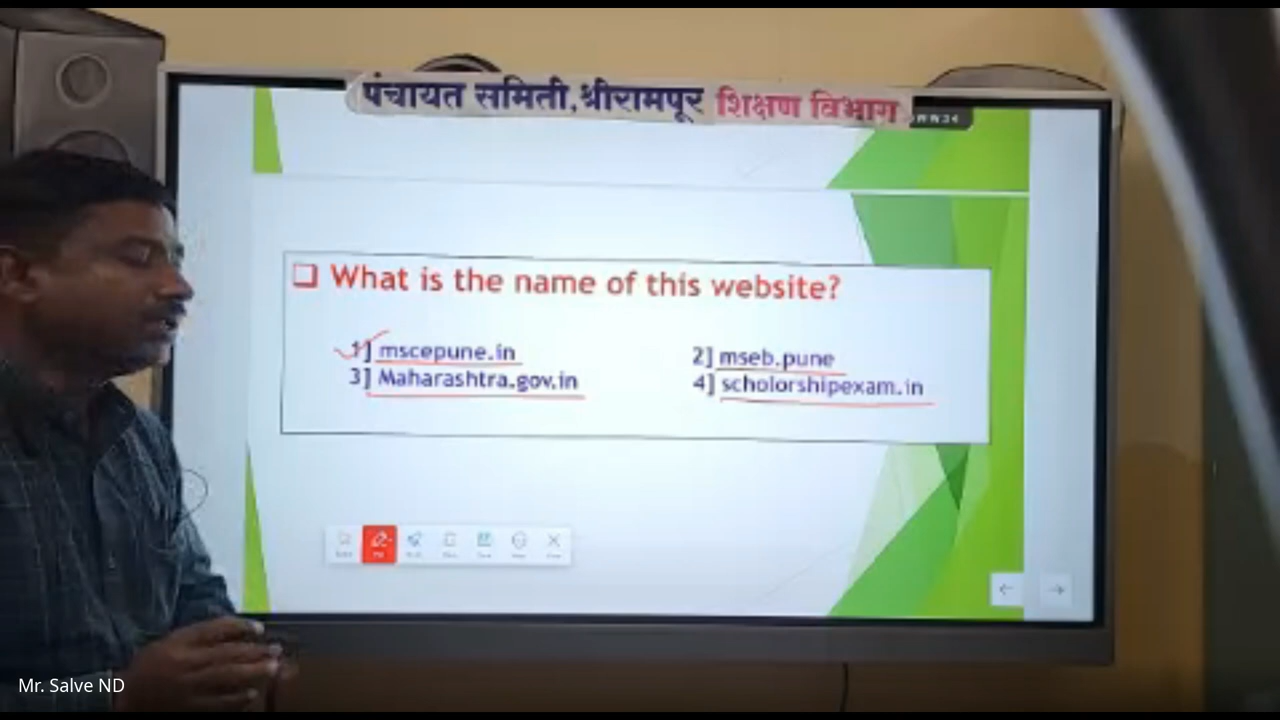 पंचायत समिती,श्रीरामपूर शिक्षण विभाग
❑ What is the name of this website?
1] mscepune.in 2] mseb.pune
3] Maharashtra.gov.in 4] scholorshipexam.in
Mr. Salve ND